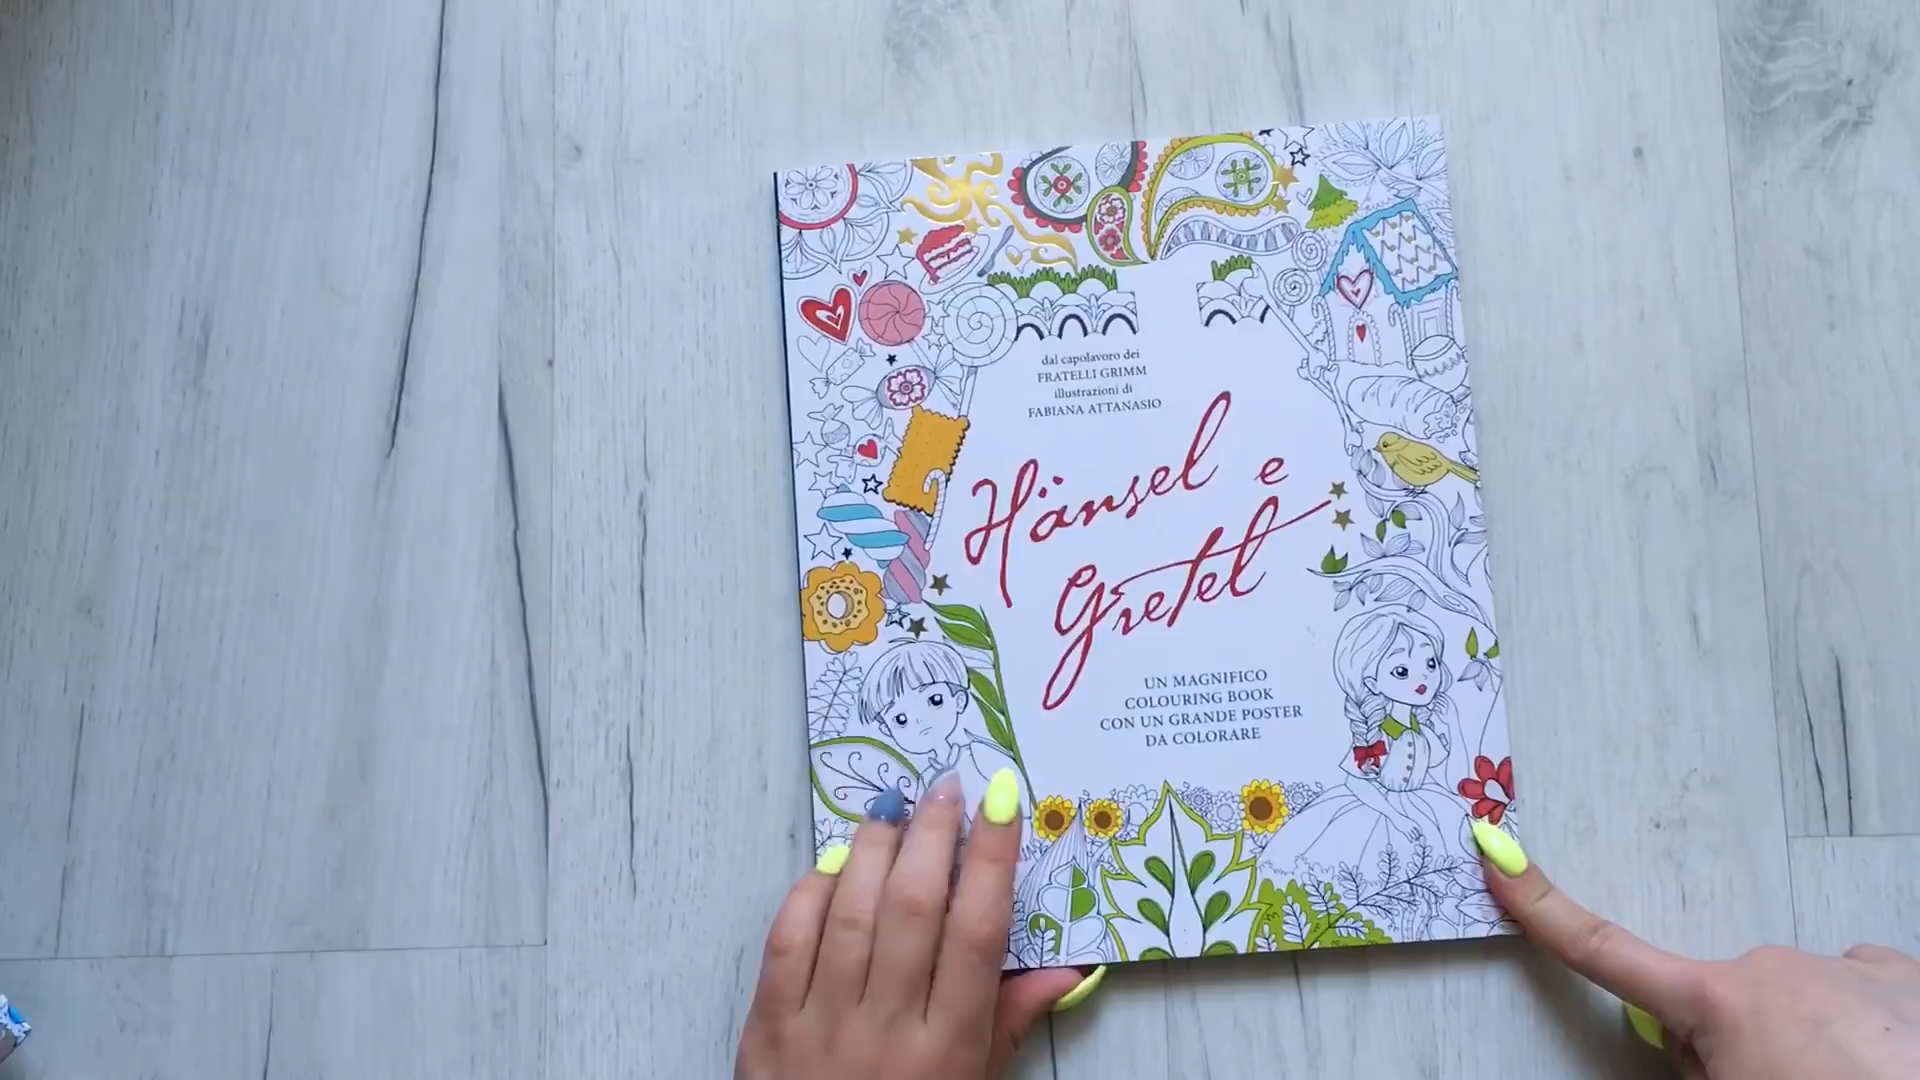 dal capolavoro dei
FRATELLI GRIMM
illustrazioni di
FABIANA ATTANASIO
Hänsel e
Gretel
UN MAGNIFICO
COLOURING BOOK
CON UN GRANDE POSTER
DA COLORARE